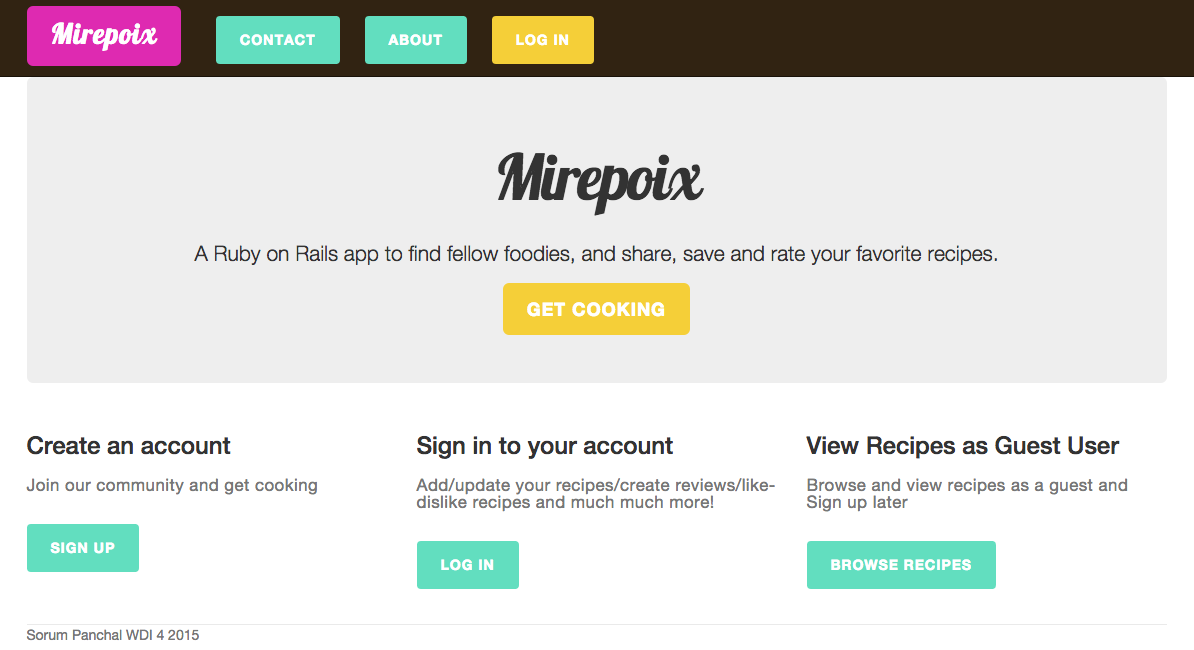 Mirepoix
CONTACT
ABOUT
LOG IN
Mirepoix
A Ruby on Rails app to find fellow foodies, and share, save and rate your favorite recipes.
GET COOKING
Create an account
Join our community and get cooking
SIGN UP
Sign in to your account
Add/update your recipes/create reviews/like-
dislike recipes and much much more!
LOG IN
View Recipes as Guest User
Browse and view recipes as a guest and
Sign up later
BROWSE RECIPES
Sorum Panchal WDI 4 2015